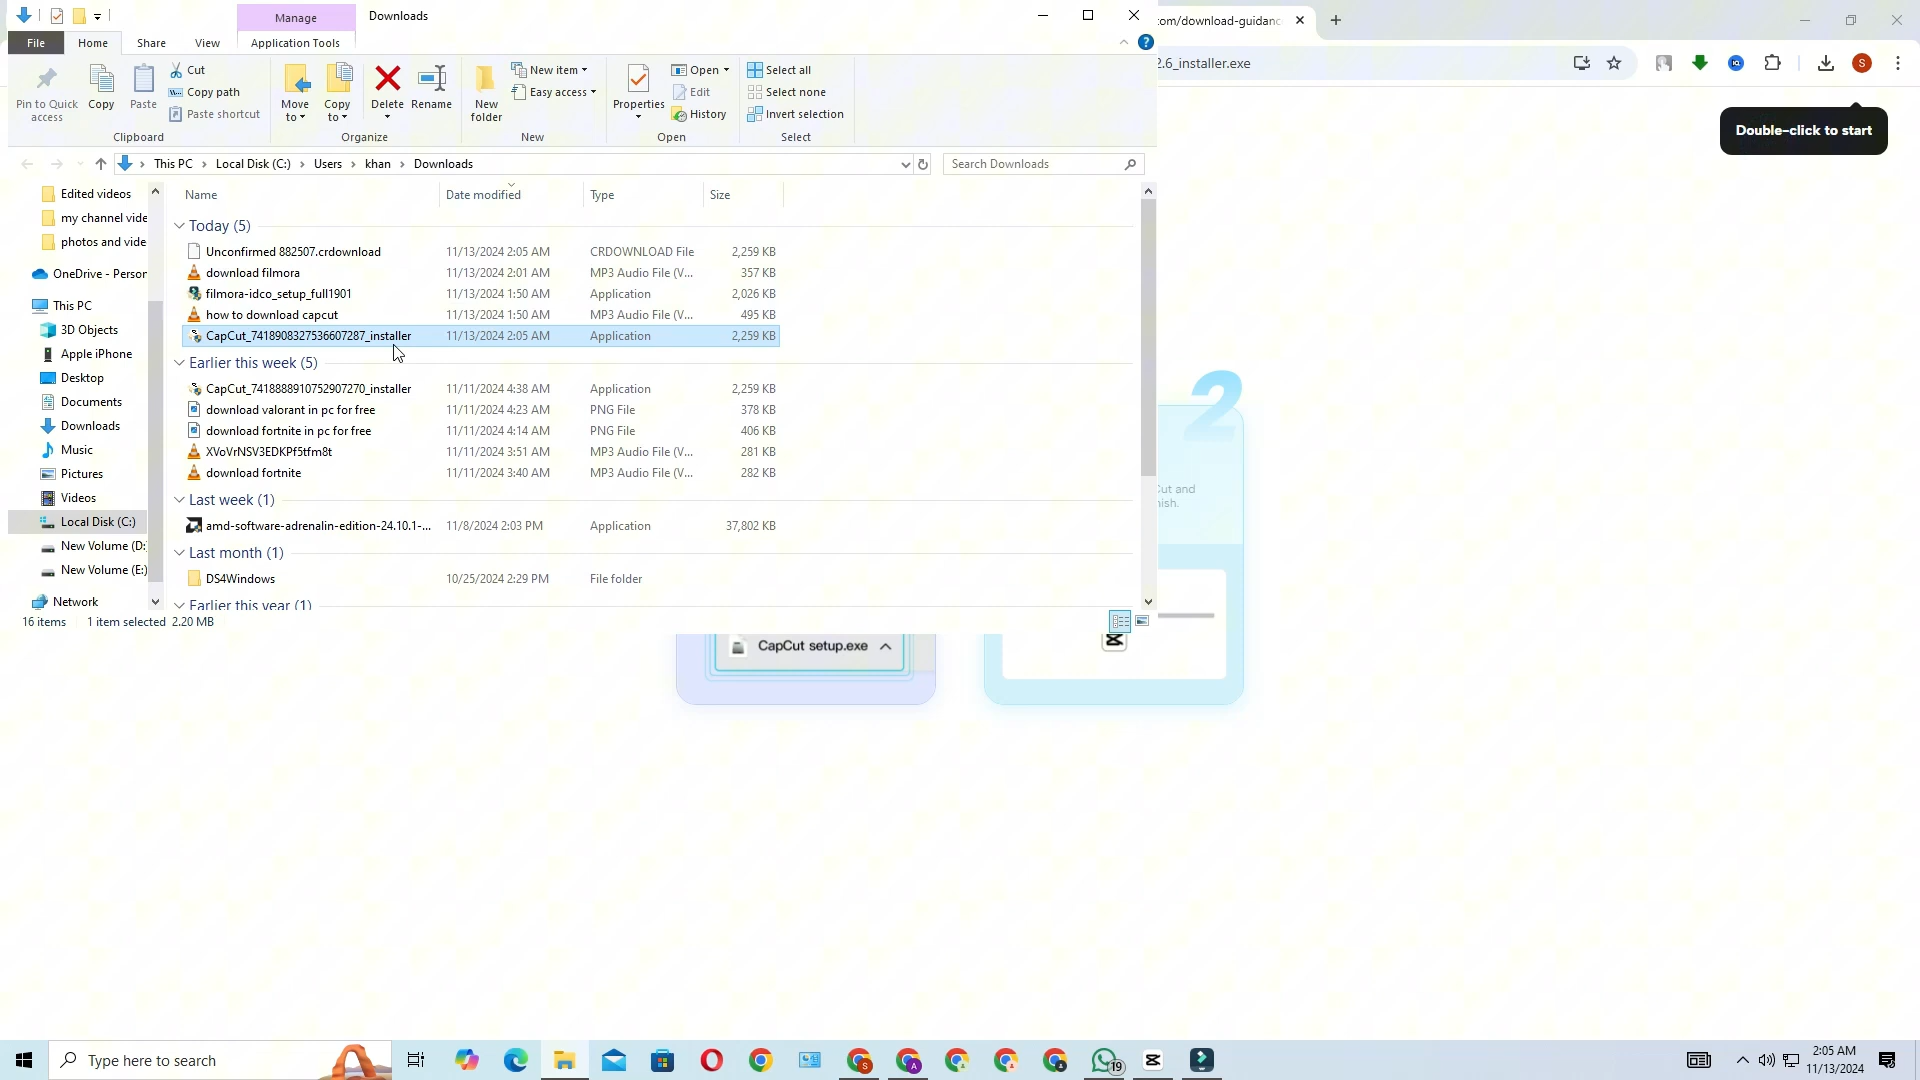 Manage
Downloads
com/download-guidanc
File
Home
Share
View
Application Tools
2.6_installer.exe
Pin to Quick access
Copy
Paste
Cut
Copy path
Paste shortcut
Move to
Copy to
Delete
Rename
New folder
New item
Easy access
Properties
Open
Edit
History
Select all
Select none
Invert selection
Clipboard
Organize
New
Open
Select
Double-click to start
This PC > Local Disk (C:) > Users > khan > Downloads
Search Downloads
Name
Date modified
Type
Size
Edited videos
my channel vide
photos and vide
OneDrive - Person
This PC
3D Objects
Apple iPhone
Desktop
Documents
Downloads
Music
Pictures
Videos
Local Disk (C:)
New Volume (D:
New Volume (E:)
Network
Today (5)
Unconfirmed 882507.crdownload 11/13/2024 2:05 AM CRDOWNLOAD File 2,259 KB
download filmora 11/13/2024 2:01 AM MP3 Audio File (V... 357 KB
filmora-idco_setup_full1901 11/13/2024 1:50 AM Application 2,026 KB
how to download capcut 11/13/2024 1:50 AM MP3 Audio File (V... 495 KB
CapCut_7418908327536607287_installer 11/13/2024 2:05 AM Application 2,259 KB
Earlier this week (5)
CapCut_7418888910752907270_installer 11/11/2024 4:38 AM Application 2,259 KB
download valorant in pc for free 11/11/2024 4:23 AM PNG File 378 KB
download fortnite in pc for free 11/11/2024 4:14 AM PNG File 406 KB
XVoVrNSV3EDKPf5tfm8t 11/11/2024 3:51 AM MP3 Audio File (V... 281 KB
download fortnite 11/11/2024 3:40 AM MP3 Audio File (V... 282 KB
Last week (1)
amd-software-adrenalin-edition-24.10.1-... 11/8/2024 2:03 PM Application 37,802 KB
Last month (1)
DS4Windows 10/25/2024 2:29 PM File folder
Earlier this year (1)
16 items 1 item selected 2.20 MB
2
Cut and
ish.
CapCut setup.exe
Type here to search
S
A
19
2:05 AM
11/13/2024